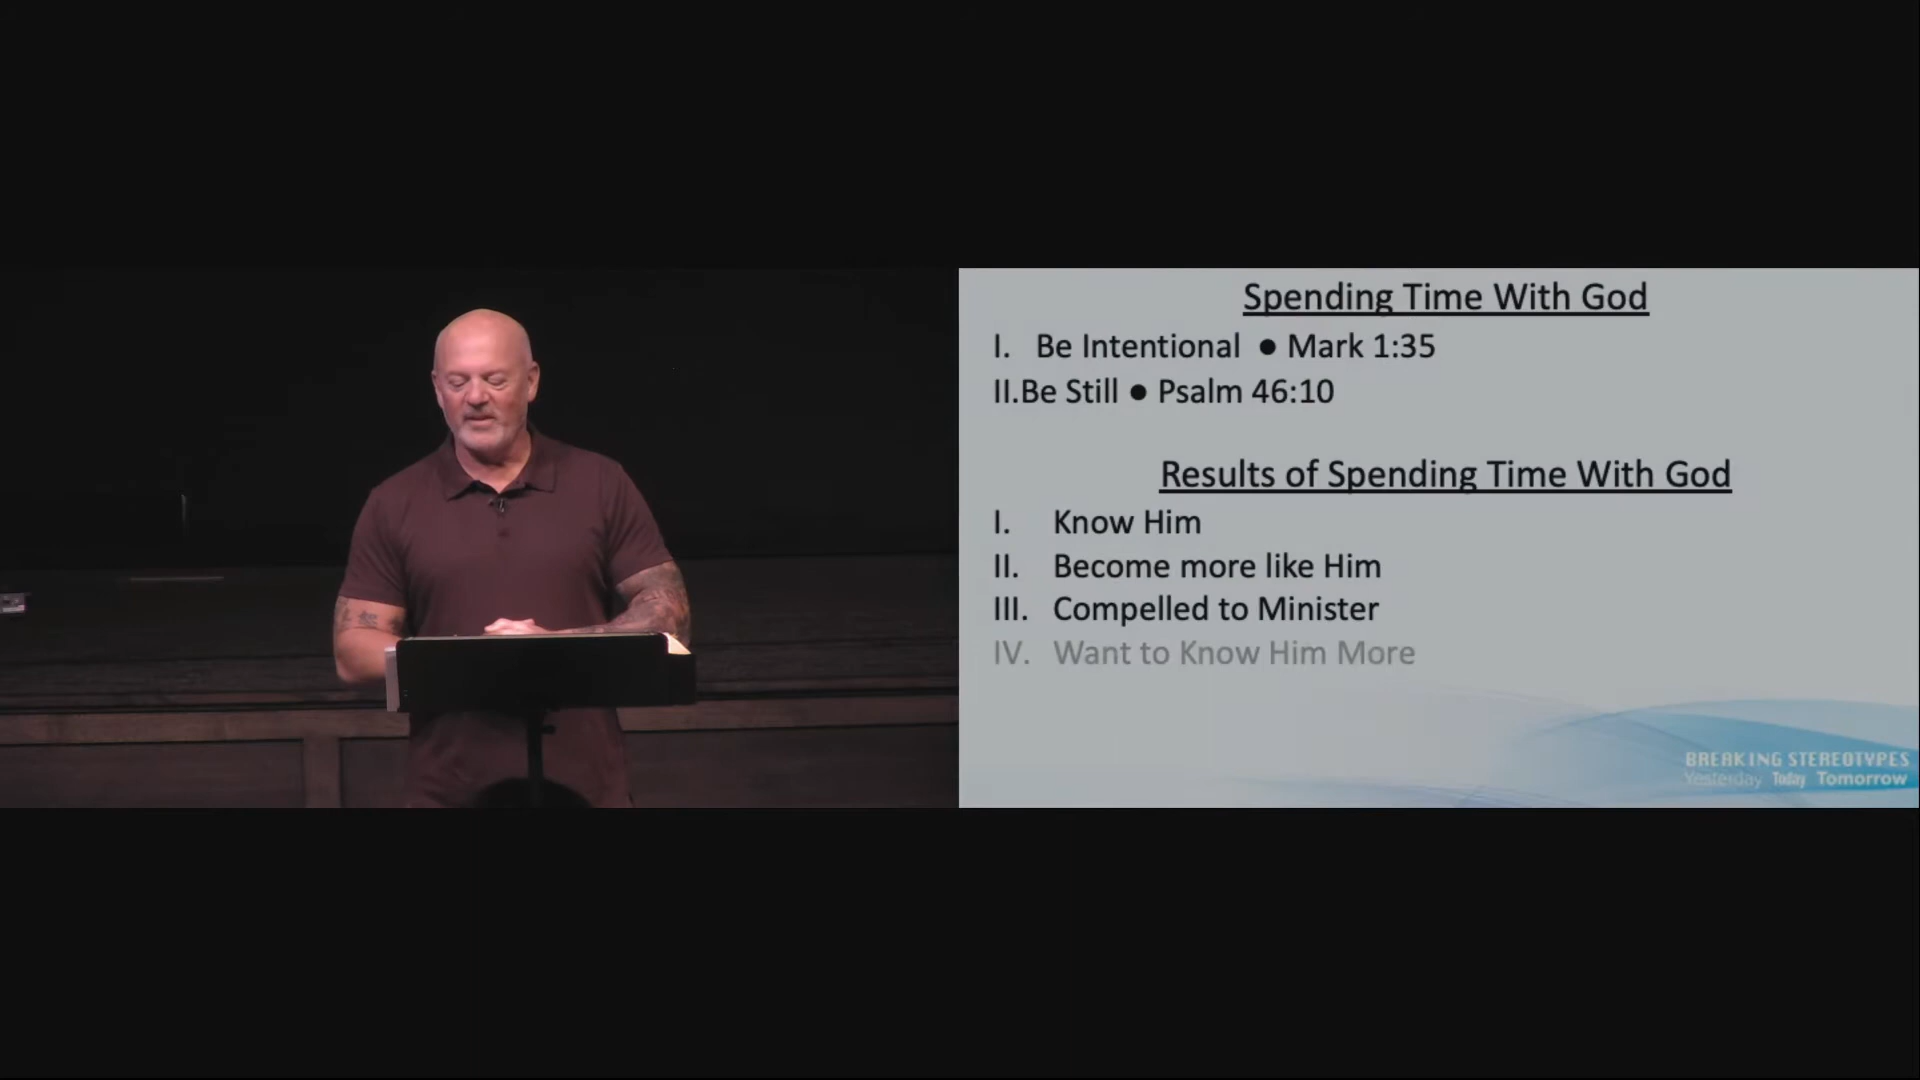 Spending Time With God
I. Be Intentional ● Mark 1:35
II.Be Still ● Psalm 46:10
Results of Spending Time With God
I. Know Him
II. Become more like Him
III. Compelled to Minister
IV. Want to Know Him More
BREAKING STEREOTYPES
Yesterday Today Tomorrow